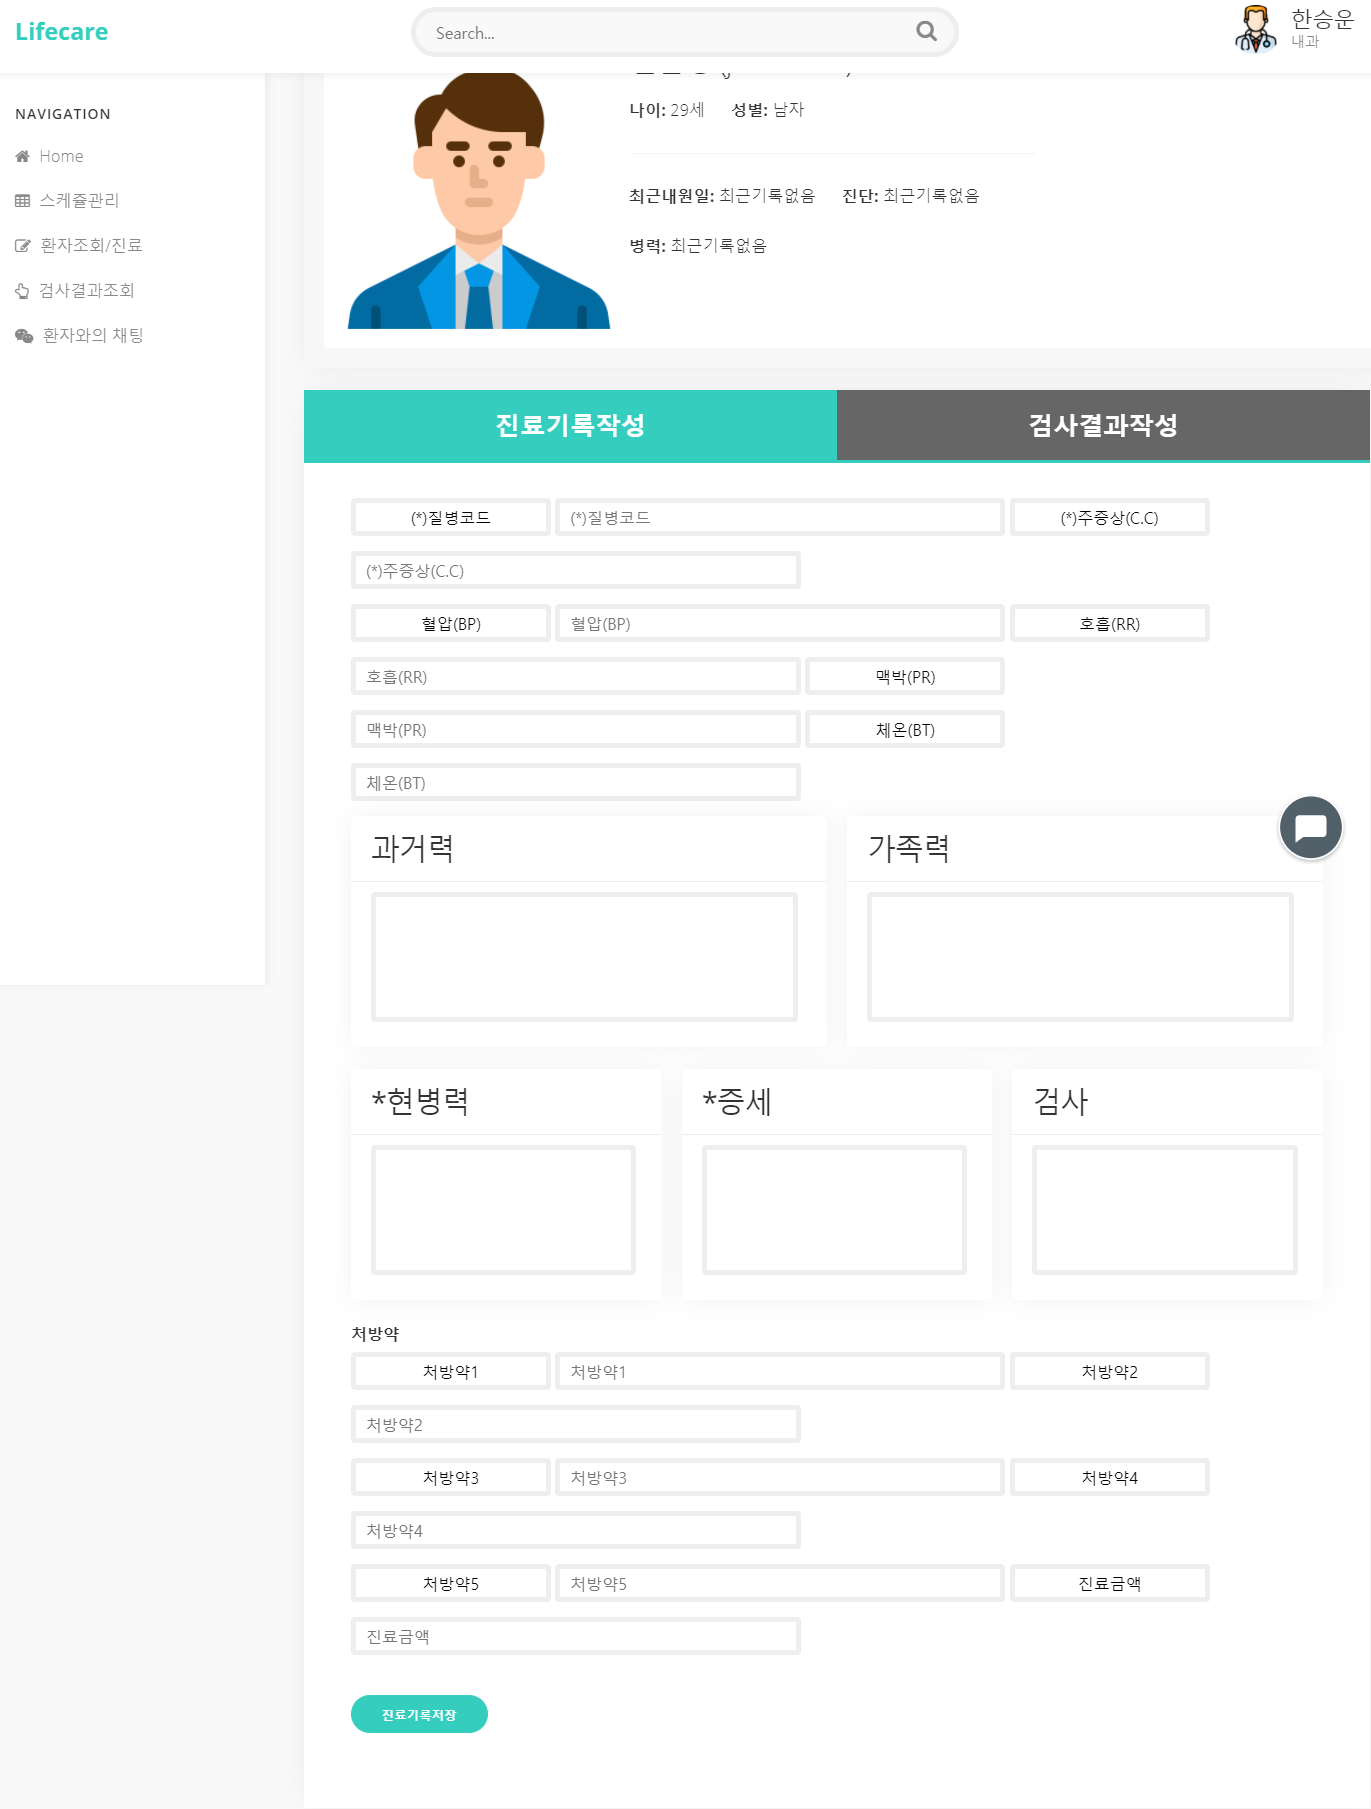 Lifecare
Search...
한승운
내과
NAVIGATION
Home
스케쥴관리
환자조회/진료
검사결과조회
환자와의 채팅
나이: 29세 성별: 남자
최근내원일: 최근기록없음 진단: 최근기록없음
병력: 최근기록없음
진료기록작성 검사결과작성
(*)질병코드 (*)질병코드 (*)주증상(C.C)
(*)주증상(C.C)
혈압(BP) 혈압(BP) 호흡(RR)
호흡(RR) 맥박(PR)
맥박(PR) 체온(BT)
체온(BT)
과거력 가족력
*현병력 *증세 검사
처방약
처방약1 처방약1 처방약2
처방약2
처방약3 처방약3 처방약4
처방약4
처방약5 처방약5 진료금액
진료금액
진료기록저장